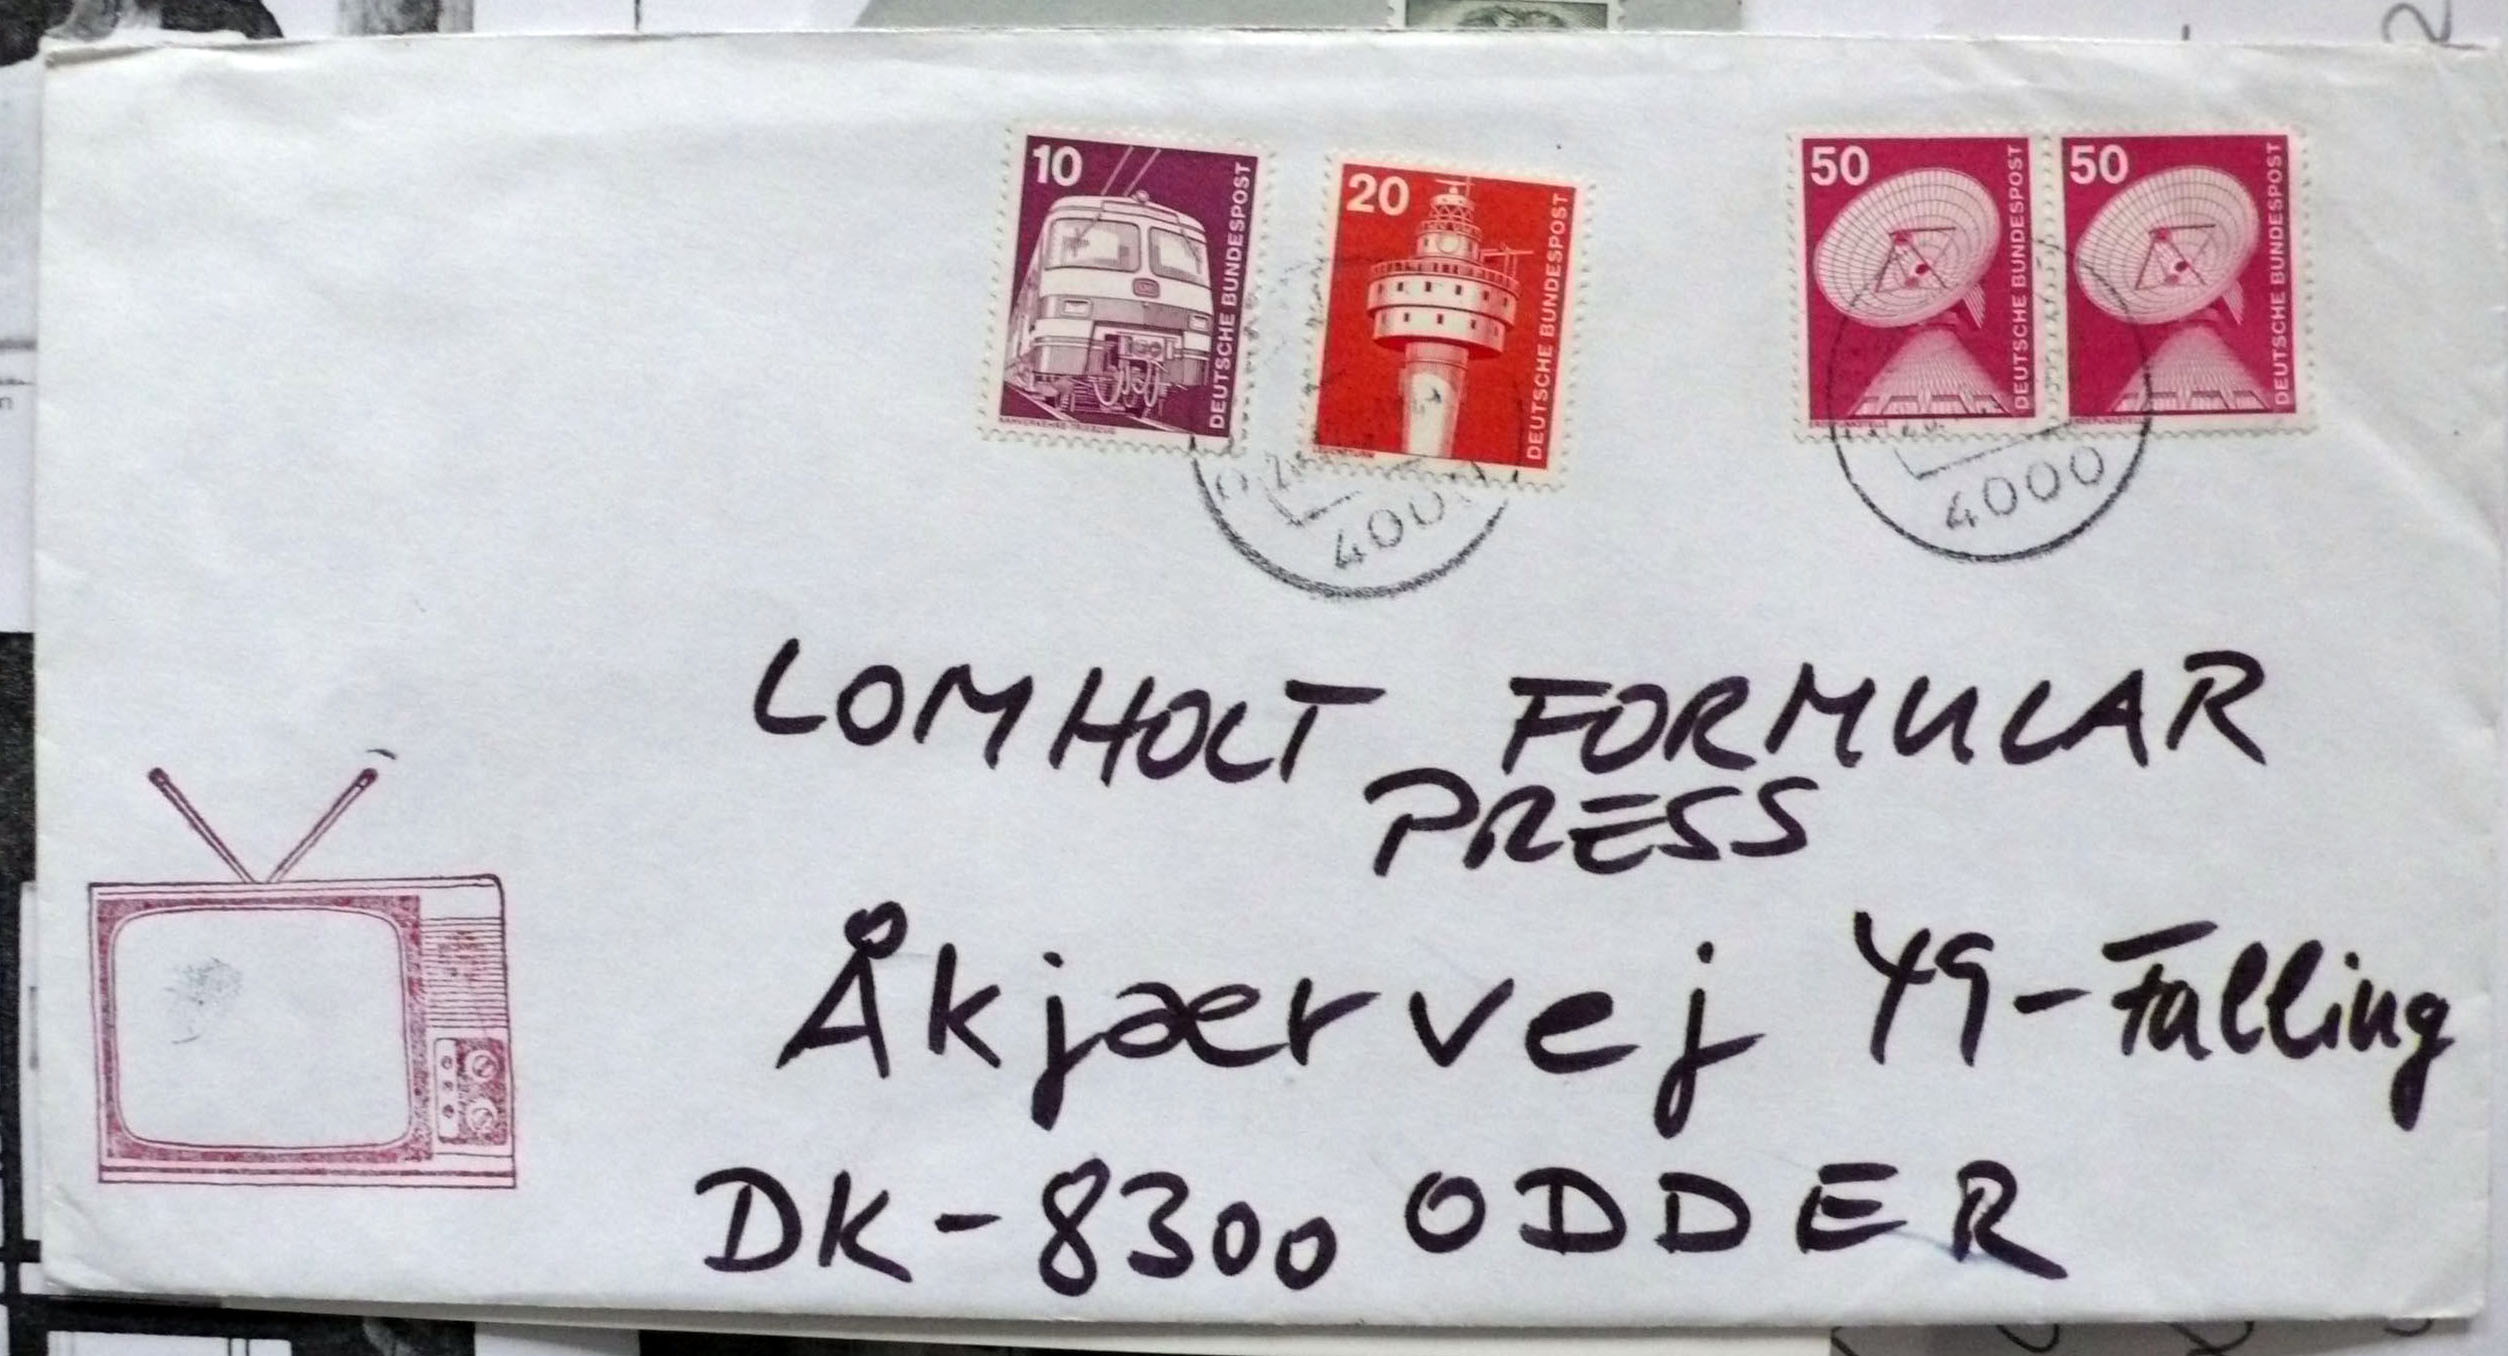 10
DEUTSCHE BUNDESPOST
20
DEUTSCHE BUNDESPOST
50
DEUTSCHE BUNDESPOST
50
DEUTSCHE BUNDESPOST
4000
4000
LOMHOLT FORMULAR
PRESS
Åkjærvej 49-Falling
DK-8300 ODDER